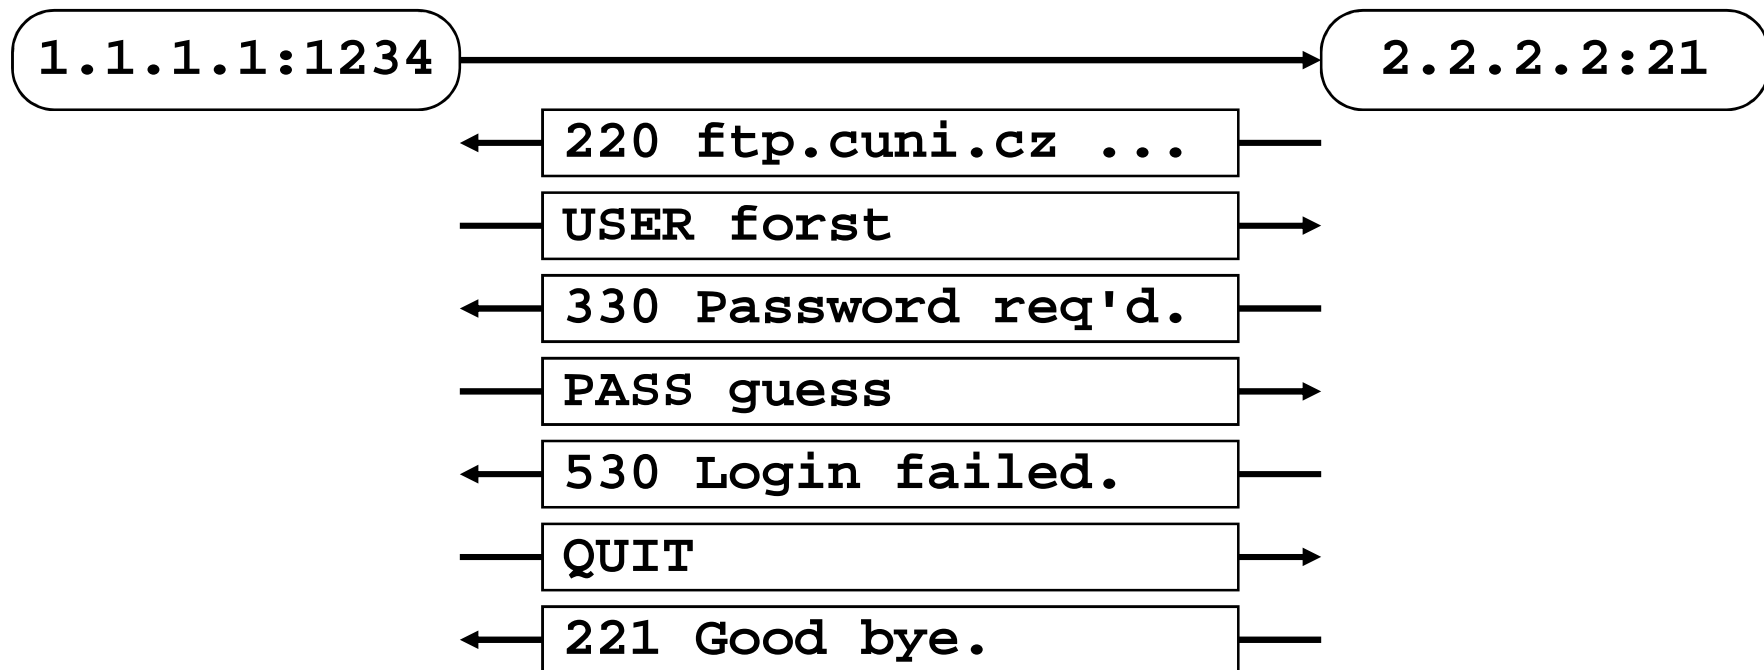 1.1.1.1:1234
2.2.2.2:21
220 ftp.cuni.cz ...
USER forst
330 Password req'd.
PASS guess
530 Login failed.
QUIT
221 Good bye.